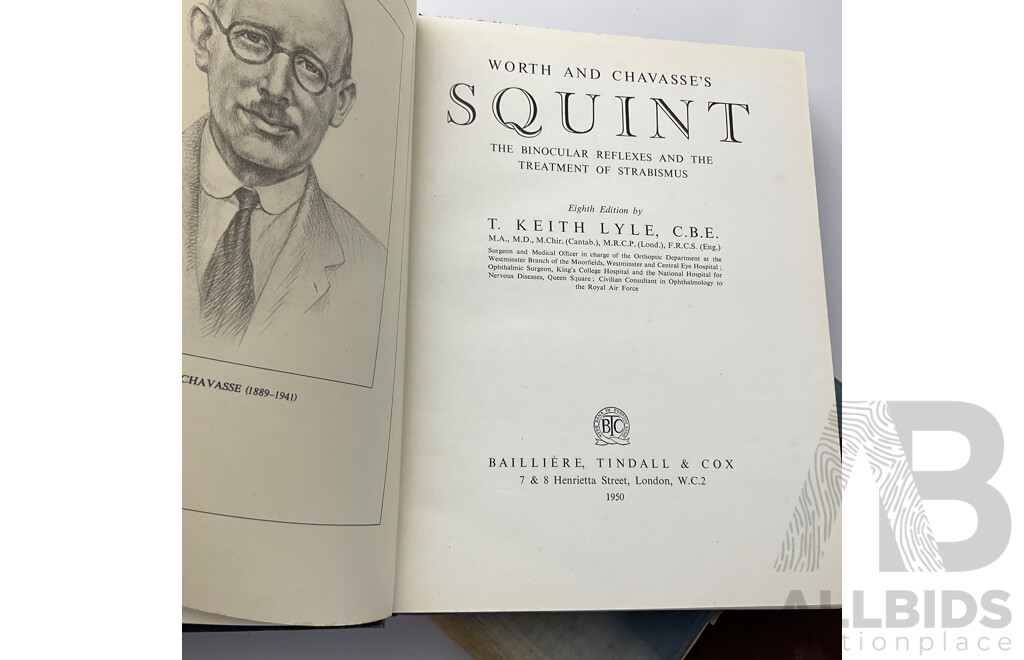 CHAVASSE (1889–1941)
WORTH AND CHAVASSE'S
SQUINT
THE BINOCULAR REFLEXES AND THE
TREATMENT OF STRABISMUS
Eighth Edition by
T. KEITH LYLE, C.B.E.
M.A., M.D., M.Chir. (Cantab.), M.R.C.P. (Lond.), F.R.C.S. (Eng.)
Surgeon and Medical Officer in charge of the Orthoptic Department at the
Westminster Branch of the Moorfields, Westminster and Central Eye Hospital;
Ophthalmic Surgeon, King's College Hospital and the National Hospital for
Nervous Diseases, Queen Square; Civilian Consultant in Ophthalmology to
the Royal Air Force
BTC
BAILLIÈRE, TINDALL & COX
7 & 8 Henrietta Street, London, W.C.2
1950
AB
ALLBIDS